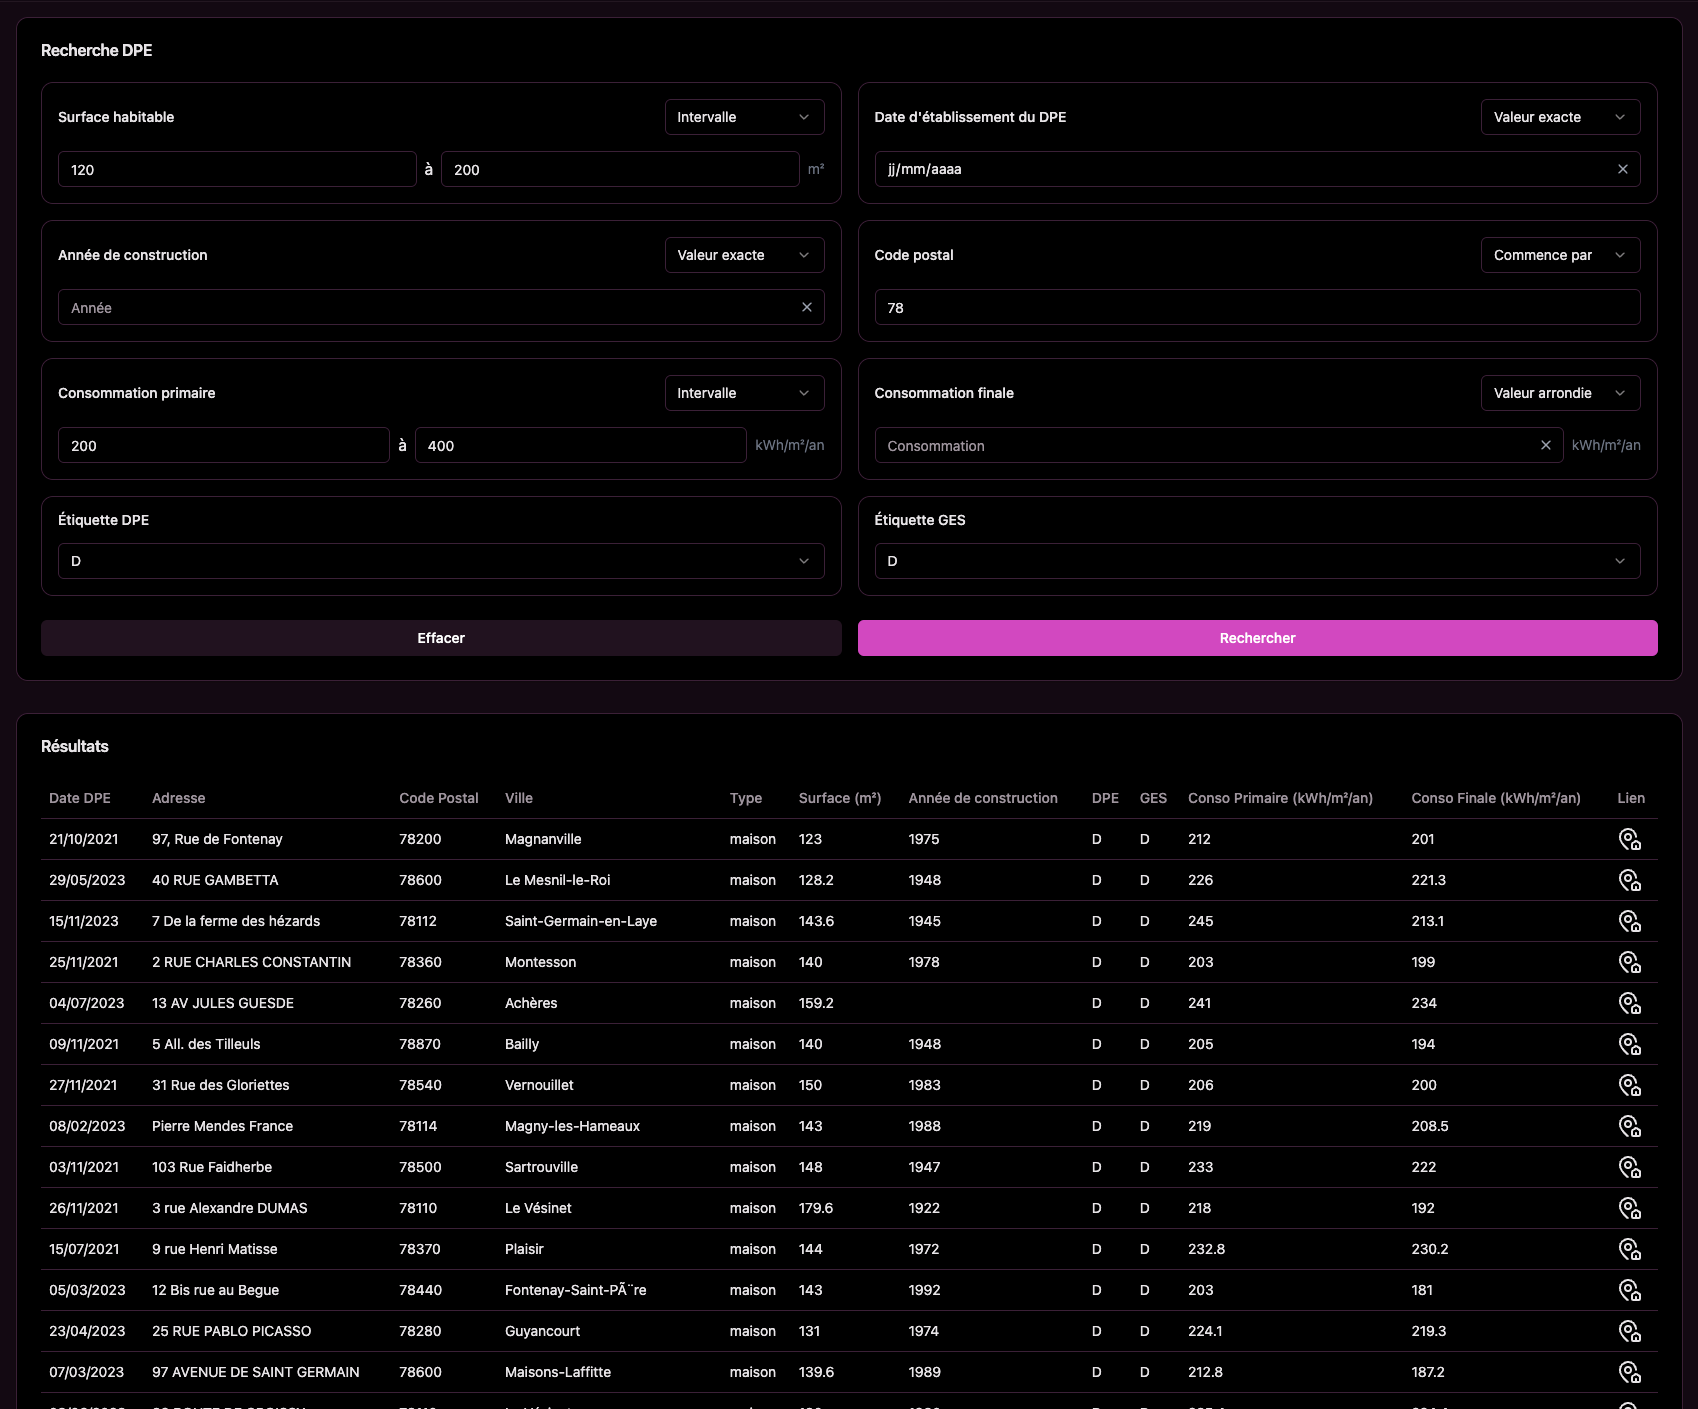 Recherche DPE
Surface habitable Intervalle
120 à 200 m²
Date d'établissement du DPE Valeur exacte
jj/mm/aaaa
Année de construction Valeur exacte
Année
Code postal Commence par
78
Consommation primaire Intervalle
200 à 400 kWh/m²/an
Consommation finale Valeur arrondie
Consommation kWh/m²/an
Étiquette DPE
D
Étiquette GES
D
Effacer Rechercher
Résultats
Date DPE Adresse Code Postal Ville Type Surface (m²) Année de construction DPE GES Conso Primaire (kWh/m²/an) Conso Finale (kWh/m²/an) Lien
21/10/2021 97, Rue de Fontenay 78200 Magnanville maison 123 1975 D D 212 201
29/05/2023 40 RUE GAMBETTA 78600 Le Mesnil-le-Roi maison 128.2 1948 D D 226 221.3
15/11/2023 7 De la ferme des hézards 78112 Saint-Germain-en-Laye maison 143.6 1945 D D 245 213.1
25/11/2021 2 RUE CHARLES CONSTANTIN 78360 Montesson maison 140 1978 D D 203 199
04/07/2023 13 AV JULES GUESDE 78260 Achères maison 159.2 D D 241 234
09/11/2021 5 All. des Tilleuls 78870 Bailly maison 140 1948 D D 205 194
27/11/2021 31 Rue des Gloriettes 78540 Vernouillet maison 150 1983 D D 206 200
08/02/2023 Pierre Mendes France 78114 Magny-les-Hameaux maison 143 1988 D D 219 208.5
03/11/2021 103 Rue Faidherbe 78500 Sartrouville maison 148 1947 D D 233 222
26/11/2021 3 rue Alexandre DUMAS 78110 Le Vésinet maison 179.6 1922 D D 218 192
15/07/2021 9 rue Henri Matisse 78370 Plaisir maison 144 1972 D D 232.8 230.2
05/03/2023 12 Bis rue au Begue 78440 Fontenay-Saint-PÃ¨re maison 143 1992 D D 203 181
23/04/2023 25 RUE PABLO PICASSO 78280 Guyancourt maison 131 1974 D D 224.1 219.3
07/03/2023 97 AVENUE DE SAINT GERMAIN 78600 Maisons-Laffitte maison 139.6 1989 D D 212.8 187.2